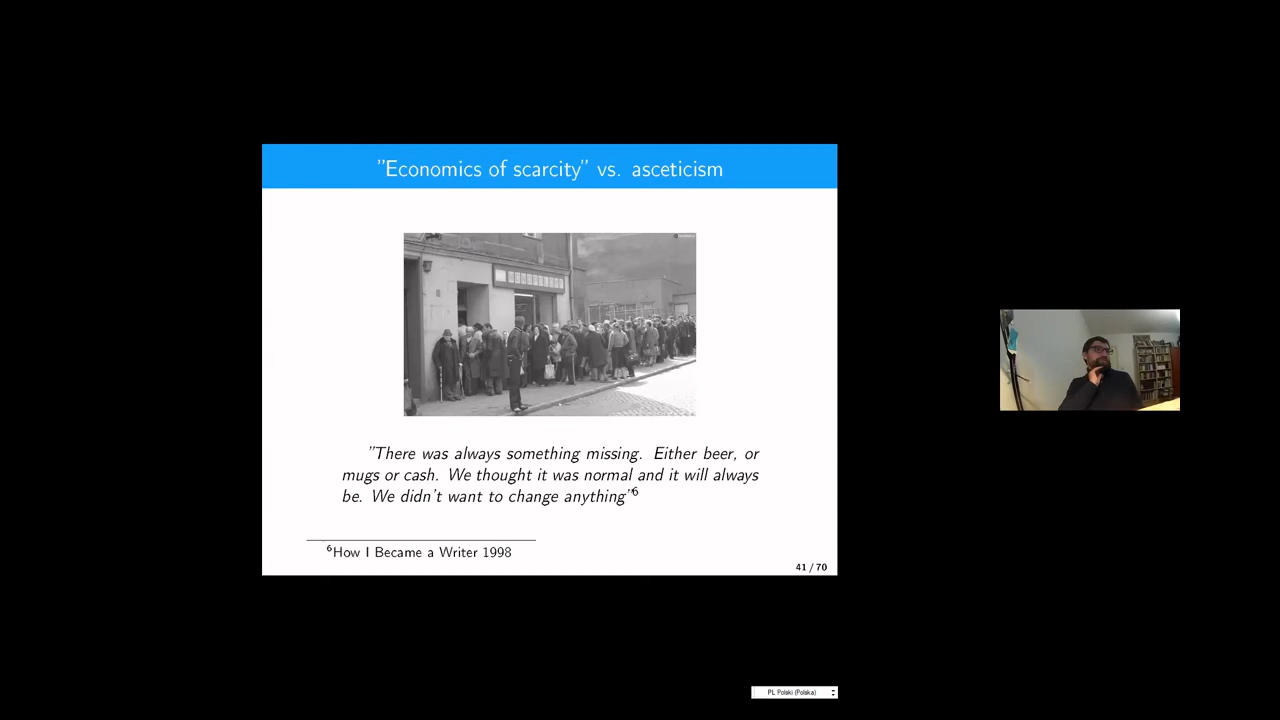 ”Economics of scarcity” vs. asceticism
”There was always something missing. Either beer, or
mugs or cash. We thought it was normal and it will always
be. We didn’t want to change anything”6
6How I Became a Writer 1998
41 / 70
PL Polski (Polska)